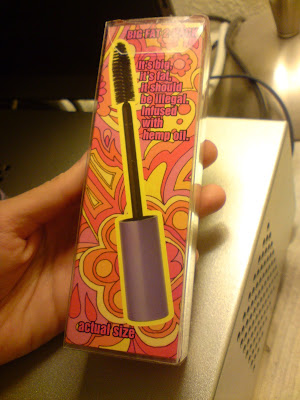 BIG FAT
it's big.
it's fat.
it should
be illegal.
infused
with
hemp oil.
actual size